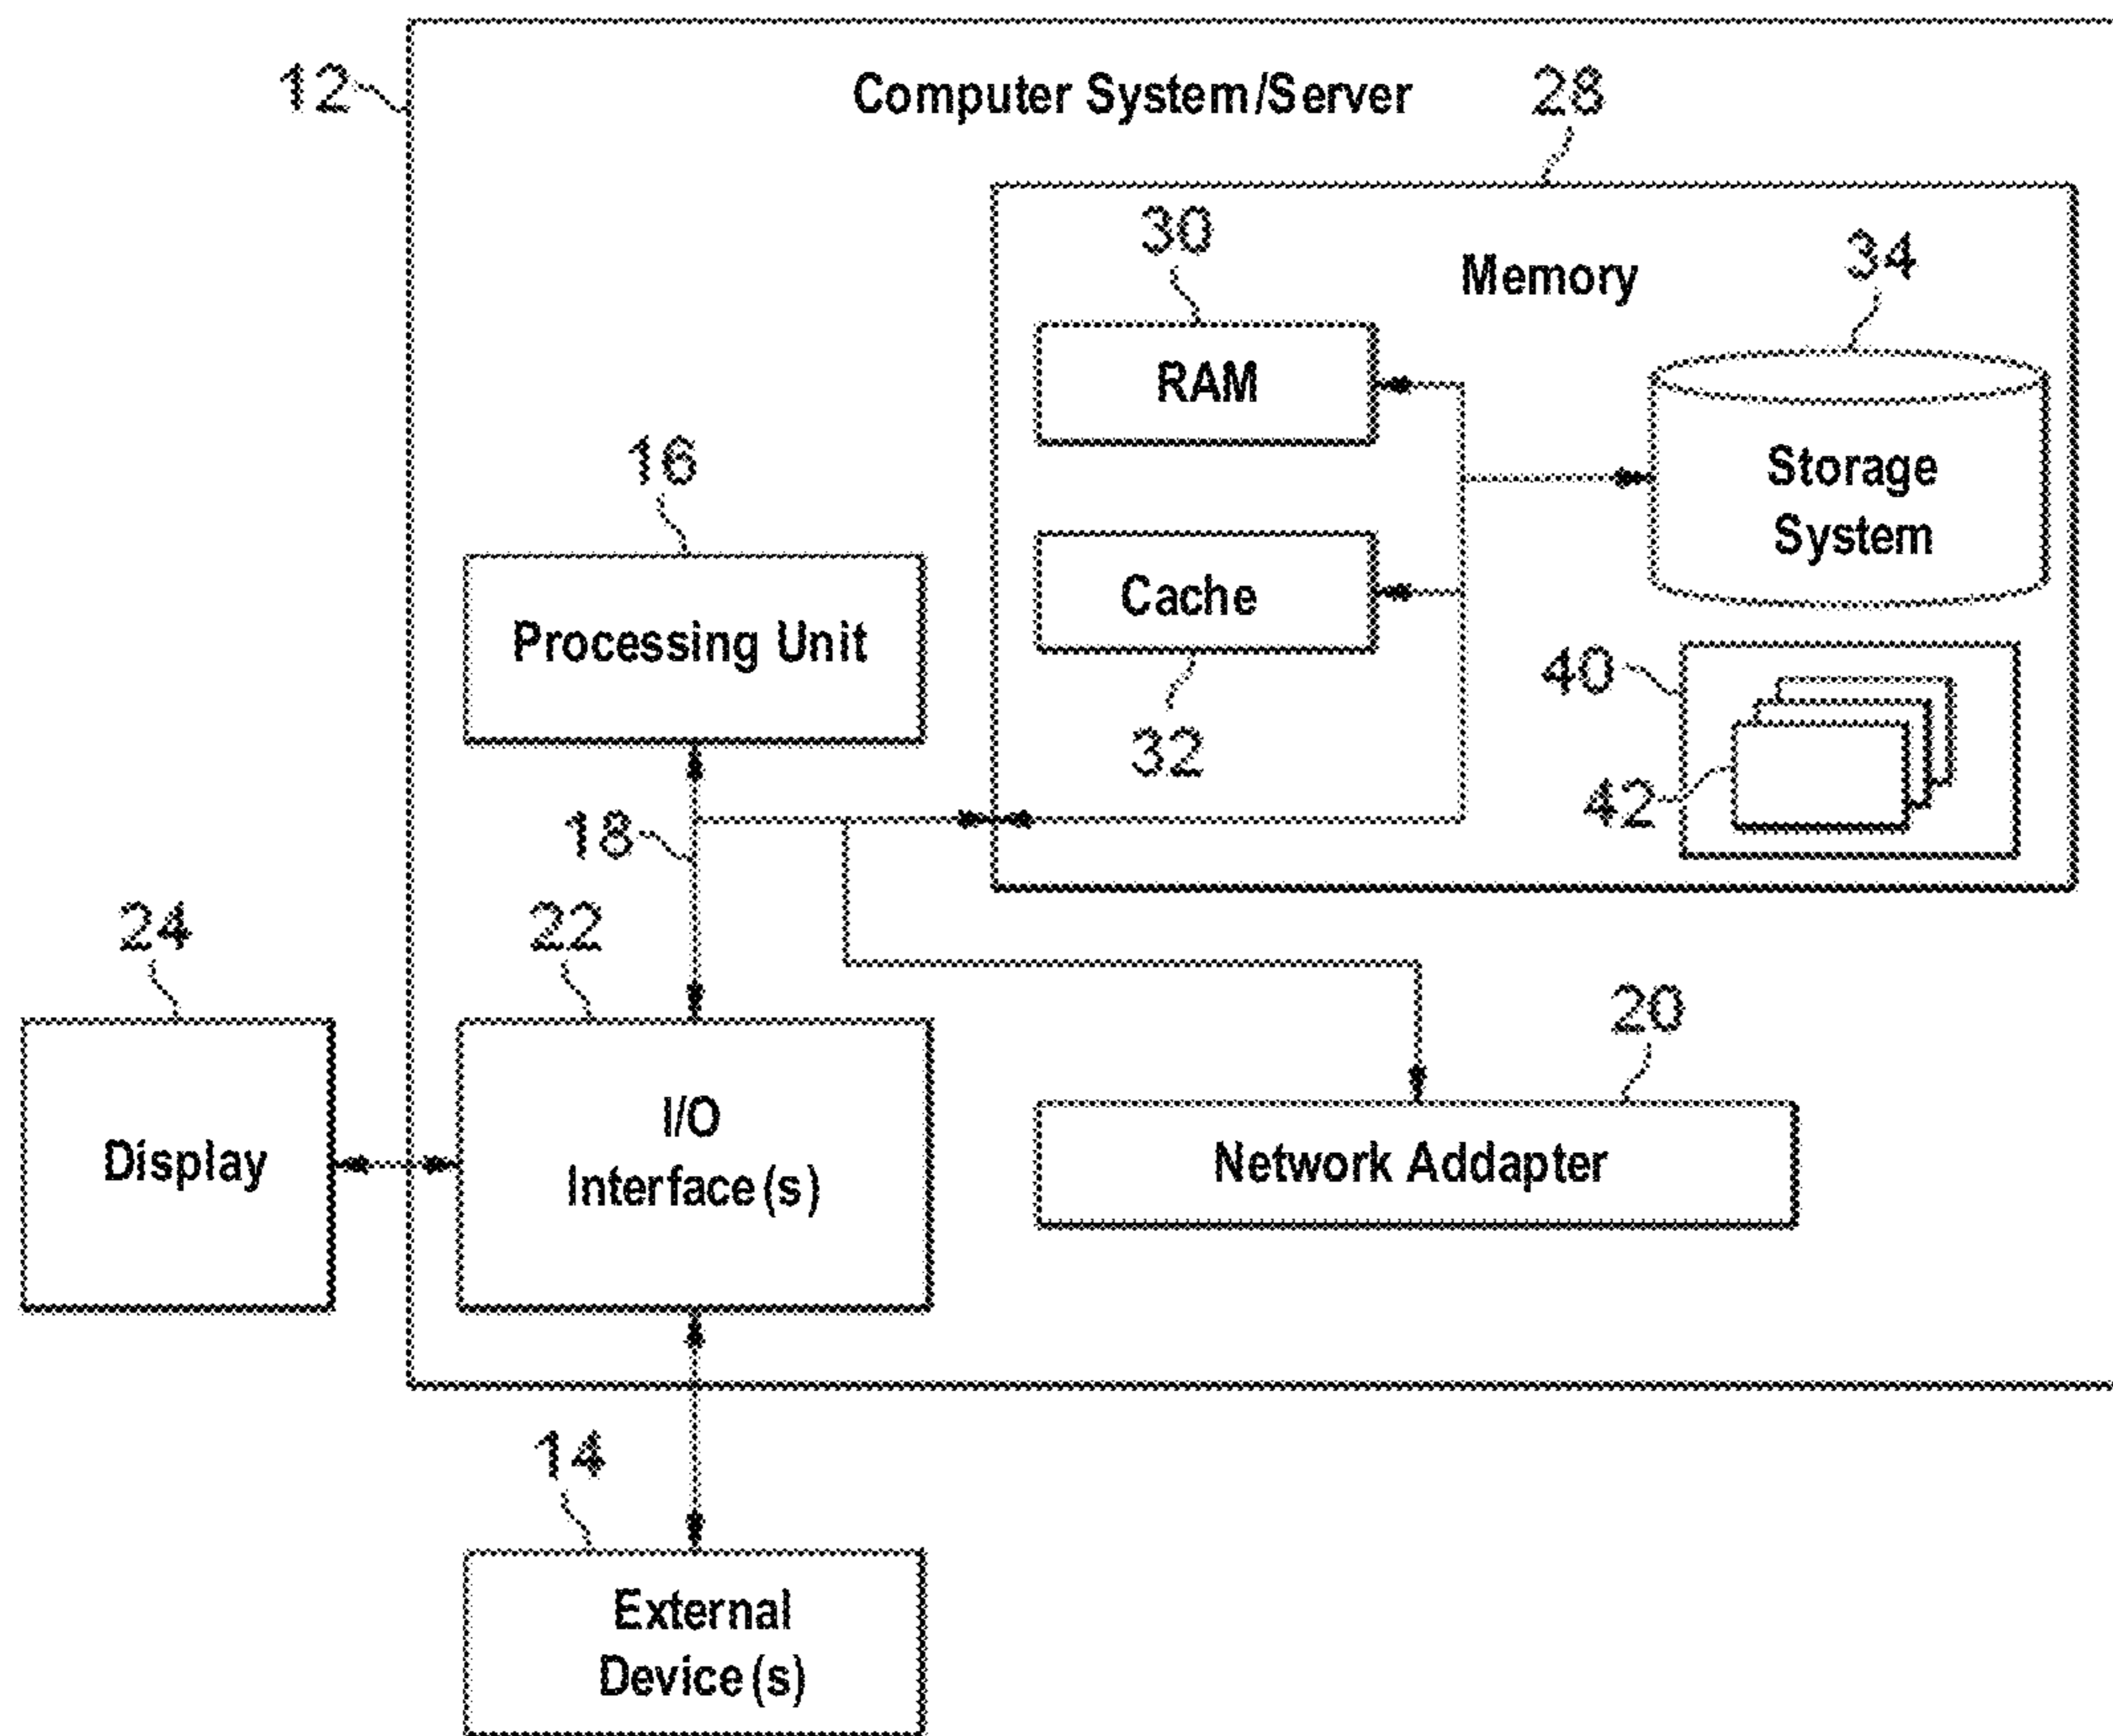 12
Computer System/Server
28
30
Memory
34
RAM
16
Storage
System
Processing Unit
Cache
40
32
42
18
24
22
20
Display
I/O
Interface(s)
Network Addapter
14
External
Device(s)